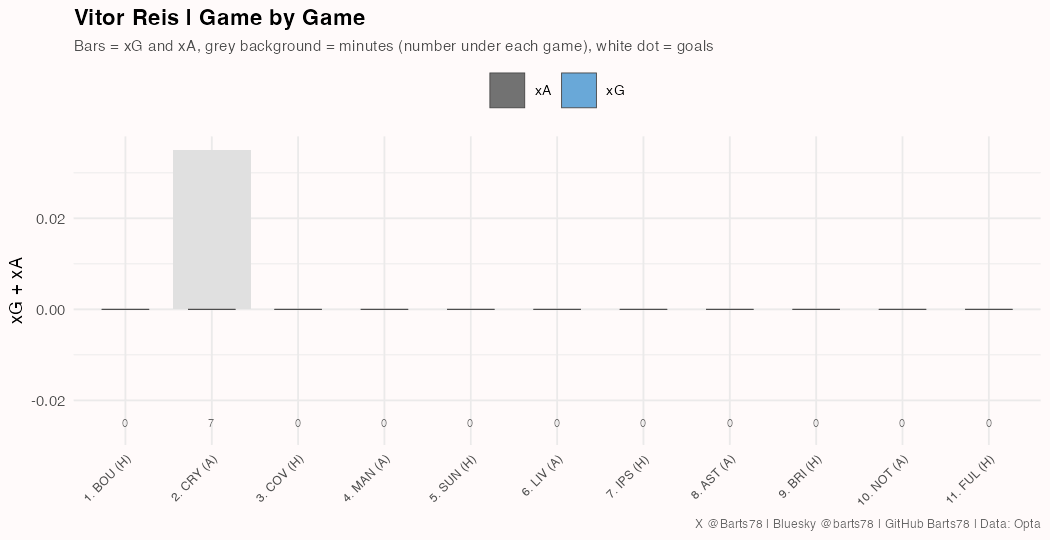 Vitor Reis | Game by Game
Bars = xG and xA, grey background = minutes (number under each game), white dot = goals
xA xG
xG + xA
0.02
0.00
-0.02
0 7 0 0 0 0 0 0 0 0 0
1. BOU (H)
2. CRY (A)
3. COV (H)
4. MAN (A)
5. SUN (H)
6. LIV (A)
7. IPS (H)
8. AST (A)
9. BRI (H)
10. NOT (A)
11. FUL (H)
X @Barts78 | Bluesky @barts78 | GitHub Barts78 | Data: Opta